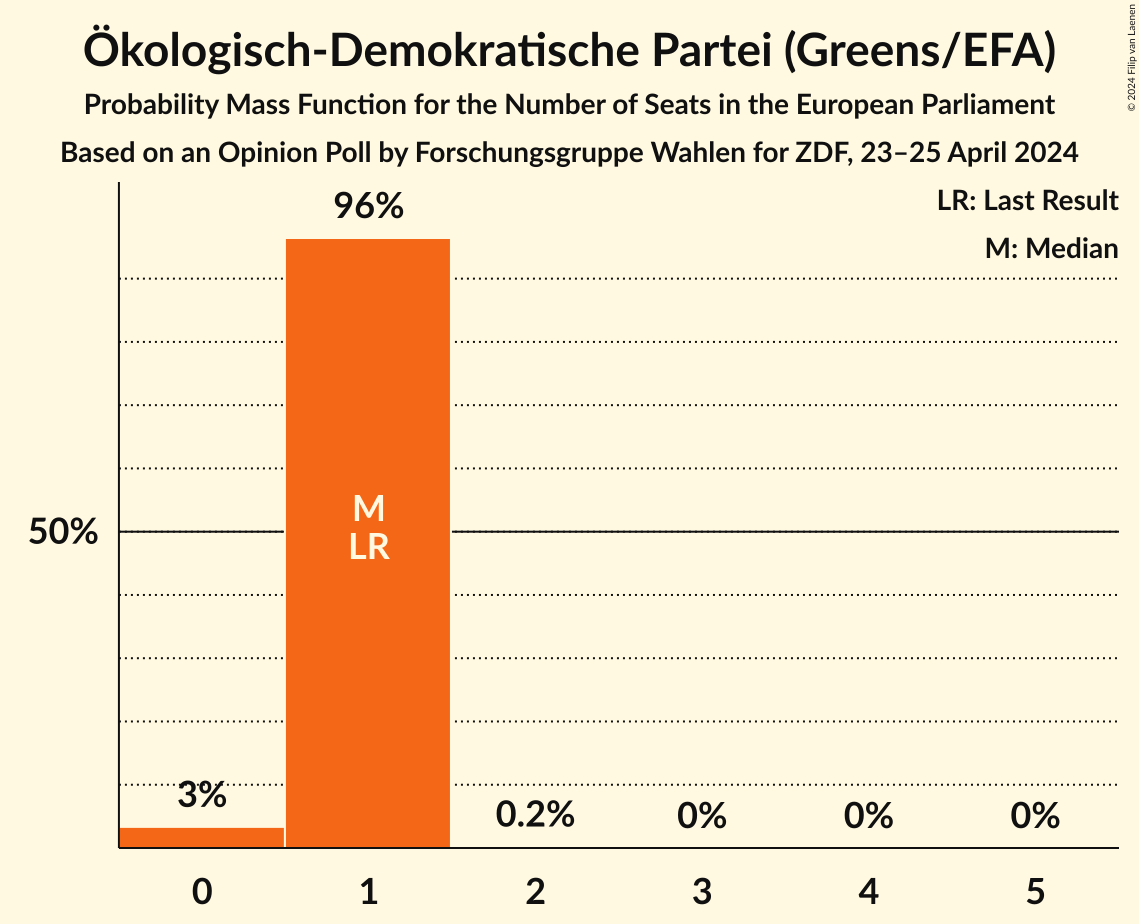 Ökologisch-Demokratische Partei (Greens/EFA)
Probability Mass Function for the Number of Seats in the European Parliament
Based on an Opinion Poll by Forschungsgruppe Wahlen for ZDF, 23–25 April 2024
© 2024 Filip van Laenen
LR: Last Result
M: Median
96%
M
LR
50%
3%
0.2%
0%
0%
0%
0
1
2
3
4
5